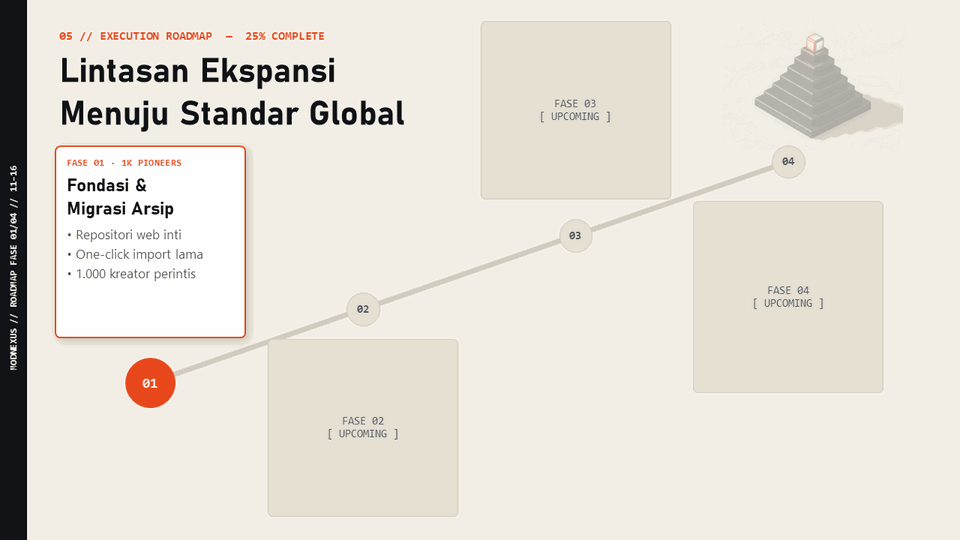 05 // EXECUTION ROADMAP — 25% COMPLETE
Lintasan Ekspansi
Menuju Standar Global
FASE 01 · 1K PIONEERS
Fondasi &
Migrasi Arsip
• Repositori web inti
• One-click import lama
• 1.000 kreator perintis
01
02
FASE 02
[ UPCOMING ]
FASE 03
[ UPCOMING ]
03
04
FASE 04
[ UPCOMING ]
MODNEXUS // ROADMAP FASE 01/04 // 11-16